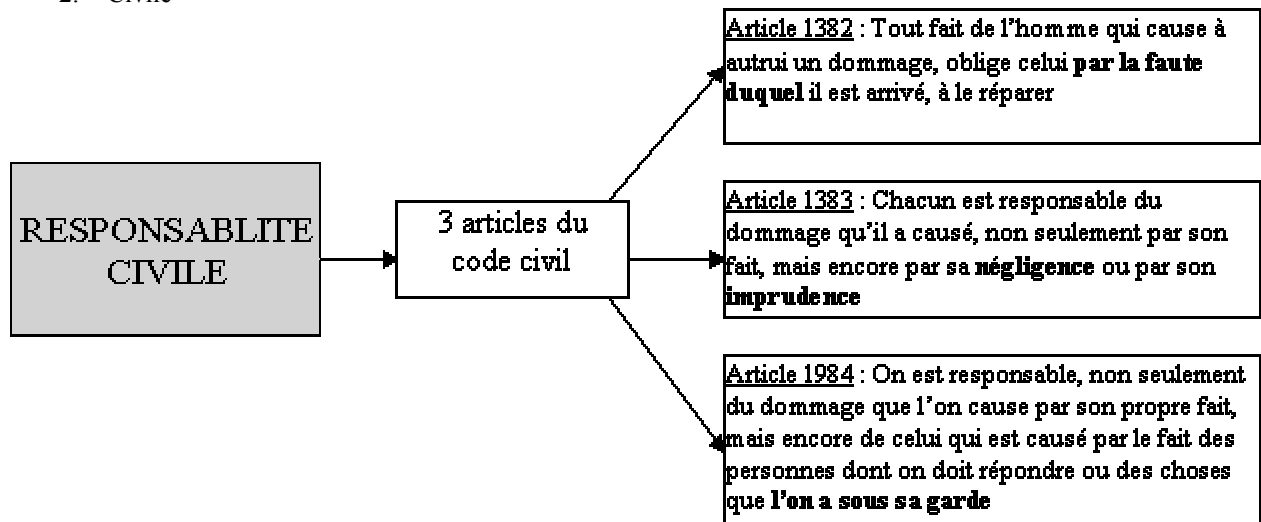 2. Civile
RESPONSABLITE
CIVILE
3 articles du
code civil
Article 1382 : Tout fait de l'homme qui cause à
autrui un dommage, oblige celui par la faute
duquel il est arrivé, à le réparer
Article 1383 : Chacun est responsable du
dommage qu'il a causé, non seulement par son
fait, mais encore par sa négligence ou par son
imprudence
Article 1984 : On est responsable, non seulement
du dommage que l'on cause par son propre fait,
mais encore de celui qui est causé par le fait des
personnes dont on doit répondre ou des choses
que l'on a sous sa garde